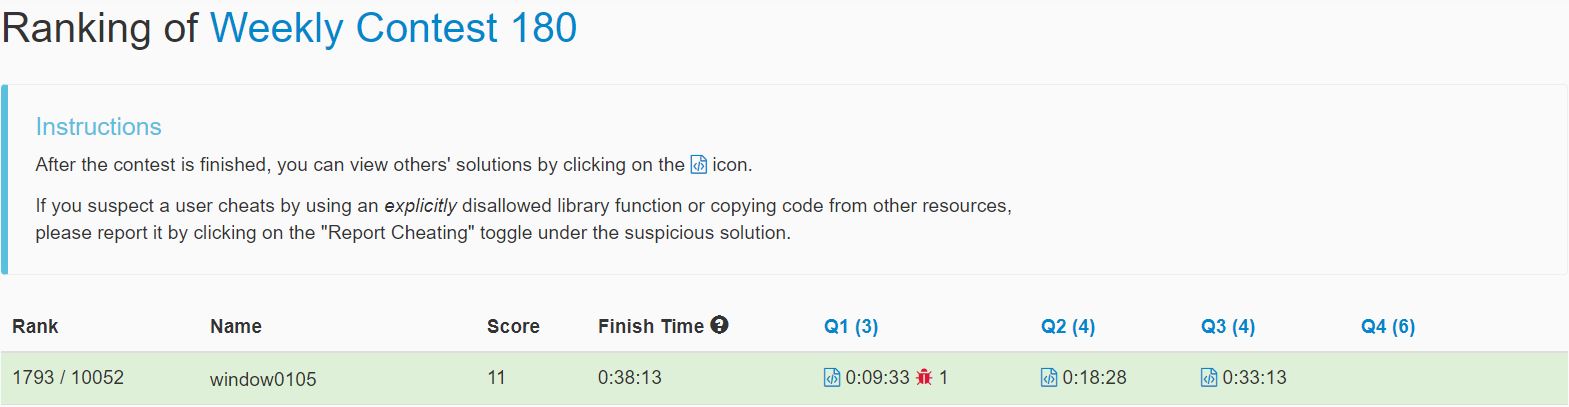 Ranking of Weekly Contest 180
Instructions
After the contest is finished, you can view others' solutions by clicking on the icon.
If you suspect a user cheats by using an explicitly disallowed library function or copying code from other resources,
please report it by clicking on the "Report Cheating" toggle under the suspicious solution.
Rank Name Score Finish Time Q1 (3) Q2 (4) Q3 (4) Q4 (6)
1793 / 10052 window0105 11 0:38:13 0:09:33 1 0:18:28 0:33:13